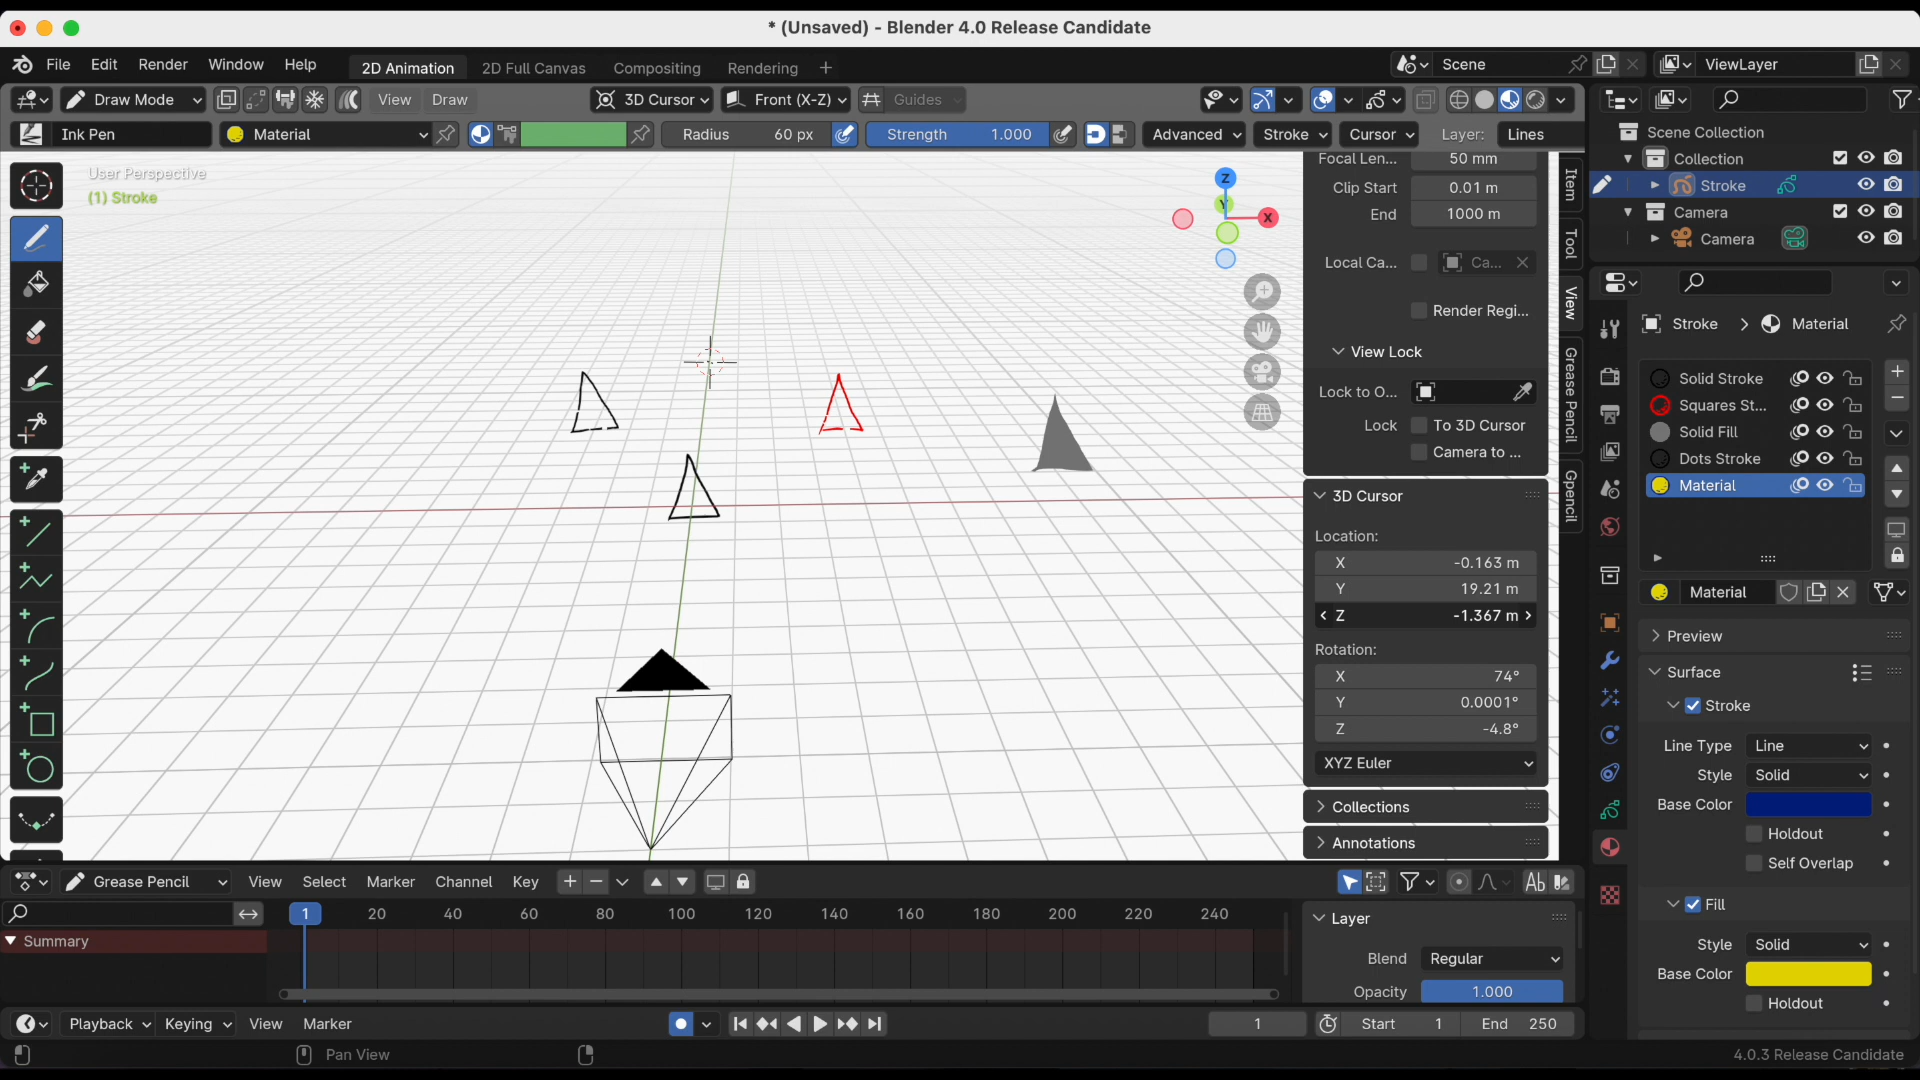 * (Unsaved) - Blender 4.0 Release Candidate
File Edit Render Window Help 2D Animation 2D Full Canvas Compositing Rendering + Scene ViewLayer
Draw Mode View Draw 3D Cursor Front (X-Z) Guides
Ink Pen Material Radius 60 px Strength 1.000 Advanced Stroke Cursor Layer: Lines
User Perspective
(1) Stroke
Z
Y
X
Focal Len... 50 mm
Clip Start 0.01 m
End 1000 m
Local Ca... Ca...
Render Regi...
View Lock
Lock to O...
Lock To 3D Cursor
Camera to ...
3D Cursor
Location:
X -0.163 m
Y 19.21 m
Z -1.367 m
Rotation:
X 74°
Y 0.0001°
Z -4.8°
XYZ Euler
Collections
Annotations
Item
Tool
View
Grease Pencil
Gpencil
Scene Collection
Collection
Stroke
Camera
Camera
Stroke > Material
Solid Stroke
Squares St...
Solid Fill
Dots Stroke
Material
Material
Preview
Surface
Stroke
Line Type Line
Style Solid
Base Color
Holdout
Self Overlap
Fill
Style Solid
Base Color
Holdout
Grease Pencil View Select Marker Channel Key
1 20 40 60 80 100 120 140 160 180 200 220 240
Summary
Layer
Blend Regular
Opacity 1.000
Playback Keying View Marker 1 Start 1 End 250
Pan View 4.0.3 Release Candidate